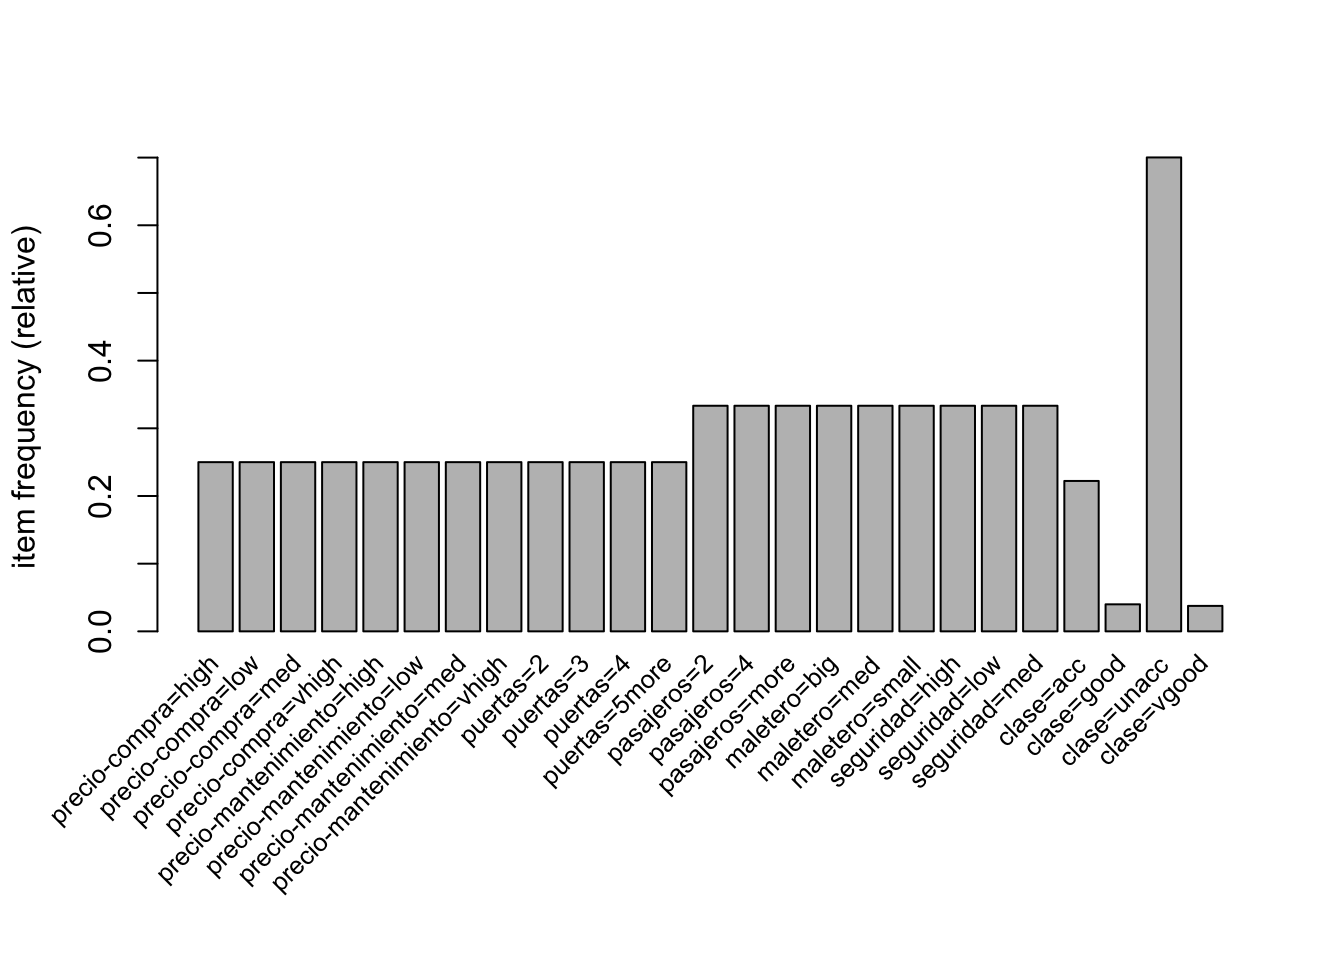 item frequency (relative)
0.0
0.2
0.4
0.6
precio-compra=high
precio-compra=low
precio-compra=med
precio-compra=vhigh
precio-mantenimiento=high
precio-mantenimiento=low
precio-mantenimiento=med
precio-mantenimiento=vhigh
puertas=2
puertas=3
puertas=4
puertas=5more
pasajeros=2
pasajeros=4
pasajeros=more
maletero=big
maletero=med
maletero=small
seguridad=high
seguridad=low
seguridad=med
clase=acc
clase=good
clase=unacc
clase=vgood